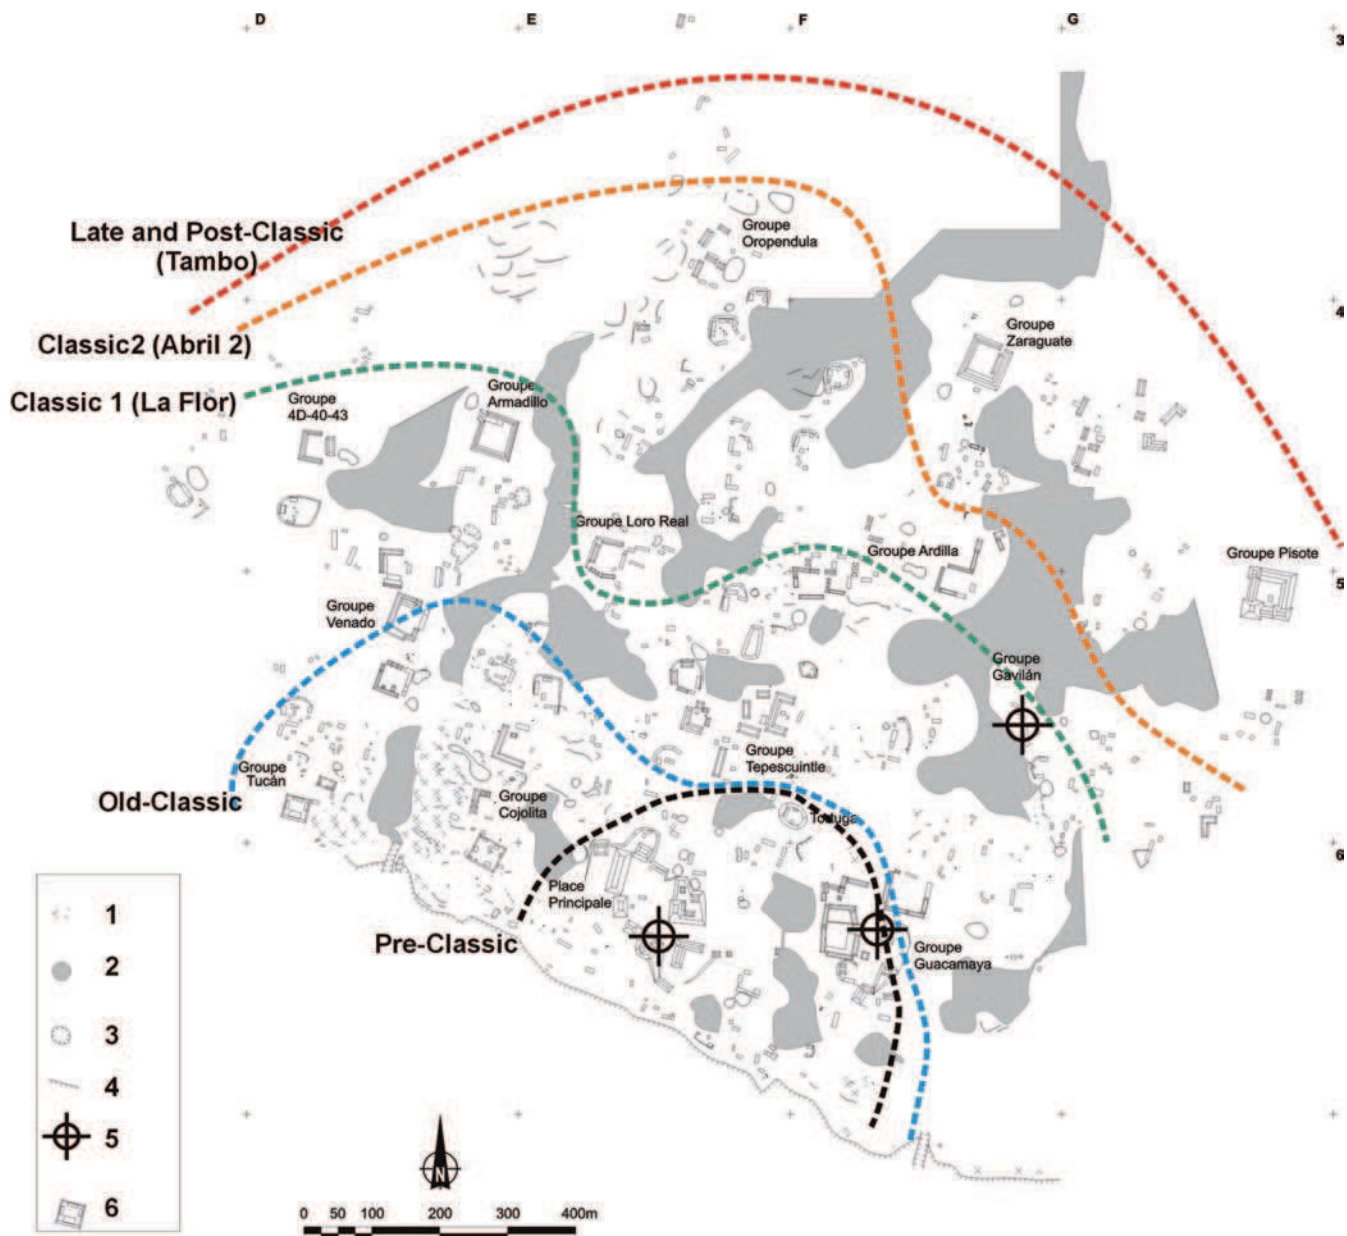 D E F G
3
Late and Post-Classic
(Tambo)
Groupe
Oropendula
4
Classic2 (Abril 2)
Groupe
Zaraguate
Classic 1 (La Flor)
Groupe
4D-40-43
Groupe
Armadillo
Groupe Loro Real
Groupe Ardilla
Groupe Pisote
5
Groupe
Venado
Groupe
Gavilán
Groupe
Tucán
Groupe
Tepescuintle
Old-Classic
Groupe
Cojolita
Tortuga
6
Place
Principale
Pre-Classic
Groupe
Guacamaya
1
2
3
4
5
6
N
0 50 100 200 300 400m